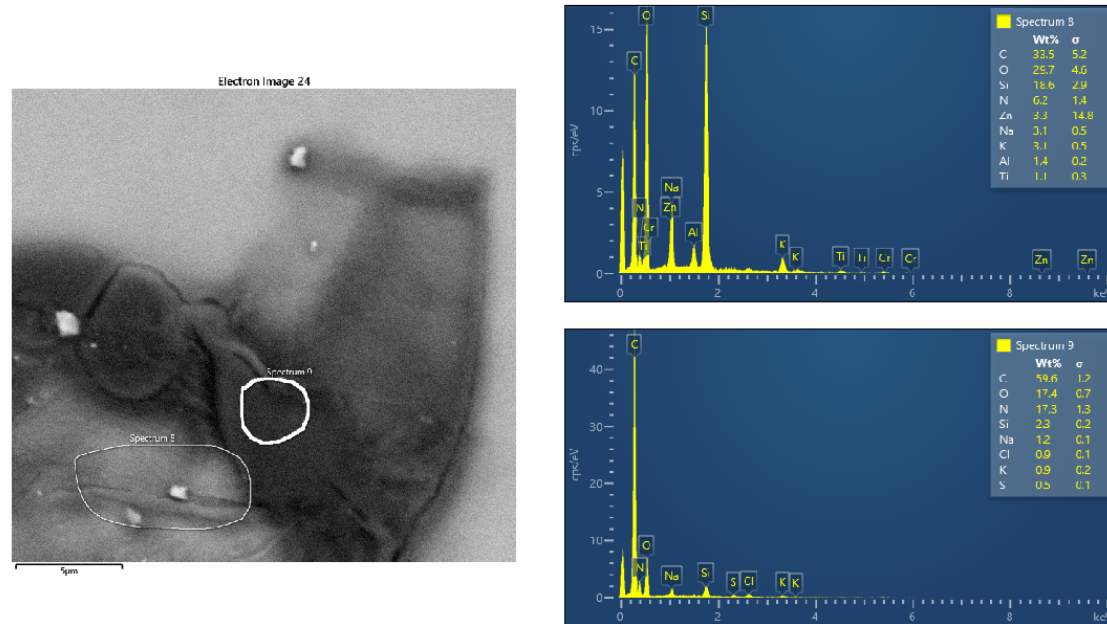 Electron Image 24
Spectrum 9
Spectrum 8
5µm
Spectrum 8
Wt% σ
C 33.5 5.2
O 29.7 4.6
Si 18.6 2.9
N 6.2 1.4
Zn 3.3 14.8
Na 3.1 0.5
K 3.1 0.5
Al 1.4 0.2
Ti 1.1 0.3
15
10
5
0
cps/eV
C
O
Si
N
Na
Zn
Cr
Ti
Al
K
K
Ti
Ti
Cr
Cr
Zn
Zn
0 2 4 6 8 keV
Spectrum 9
Wt% σ
C 59.6 1.2
O 17.4 0.7
N 17.3 1.3
Si 2.3 0.2
Na 1.2 0.1
Cl 0.9 0.1
K 0.9 0.2
S 0.5 0.1
40
30
20
10
0
cps/eV
C
O
N
Na
Si
S
Cl
K
K
0 2 4 6 8